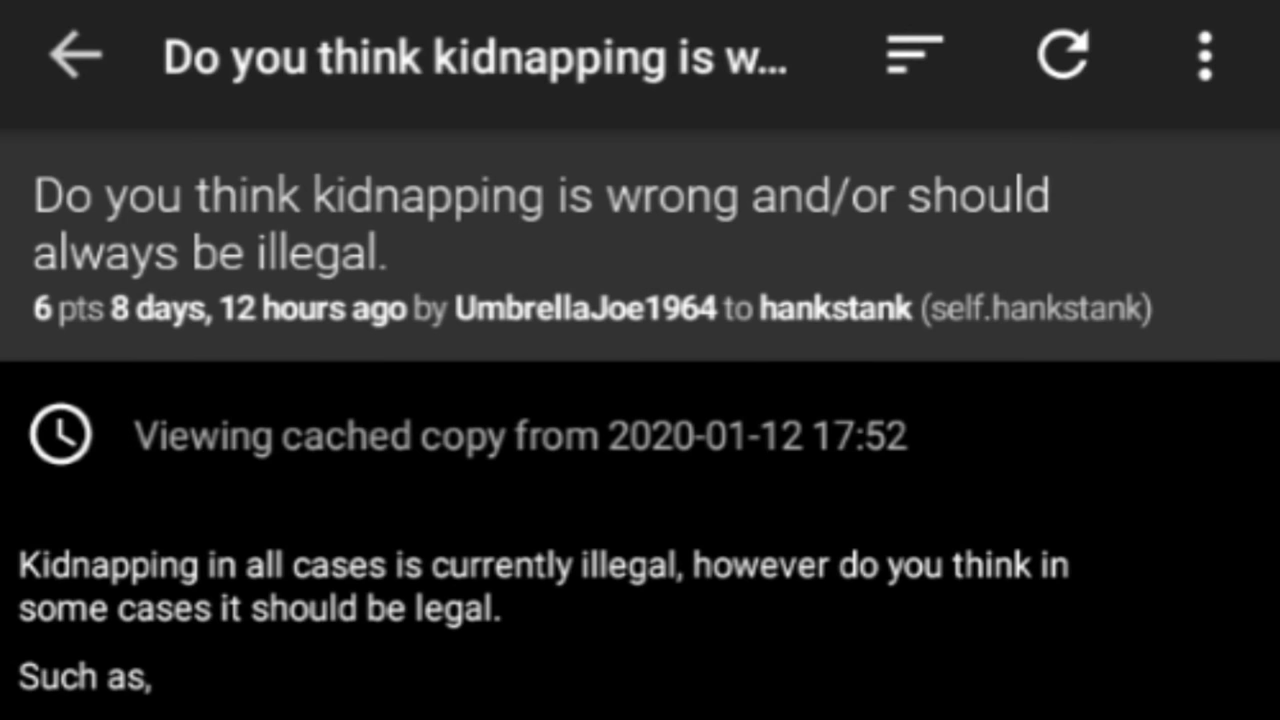 Do you think kidnapping is w...
Do you think kidnapping is wrong and/or should
always be illegal.
6 pts 8 days, 12 hours ago by UmbrellaJoe1964 to hankstank (self.hankstank)
Viewing cached copy from 2020-01-12 17:52
Kidnapping in all cases is currently illegal, however do you think in
some cases it should be legal.
Such as,